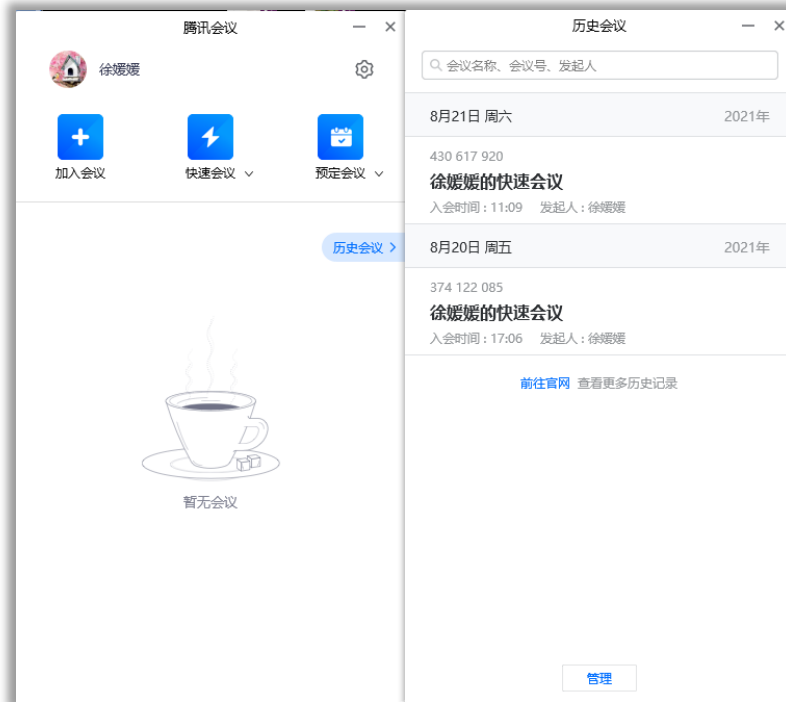 腾讯会议
徐媛媛
加入会议
快速会议
预定会议
历史会议
暂无会议
历史会议
会议名称、会议号、发起人
8月21日 周六 2021年
430 617 920
徐媛媛的快速会议
入会时间 : 11:09 发起人 : 徐媛媛
8月20日 周五 2021年
374 122 085
徐媛媛的快速会议
入会时间 : 17:06 发起人 : 徐媛媛
前往官网 查看更多历史记录
管理